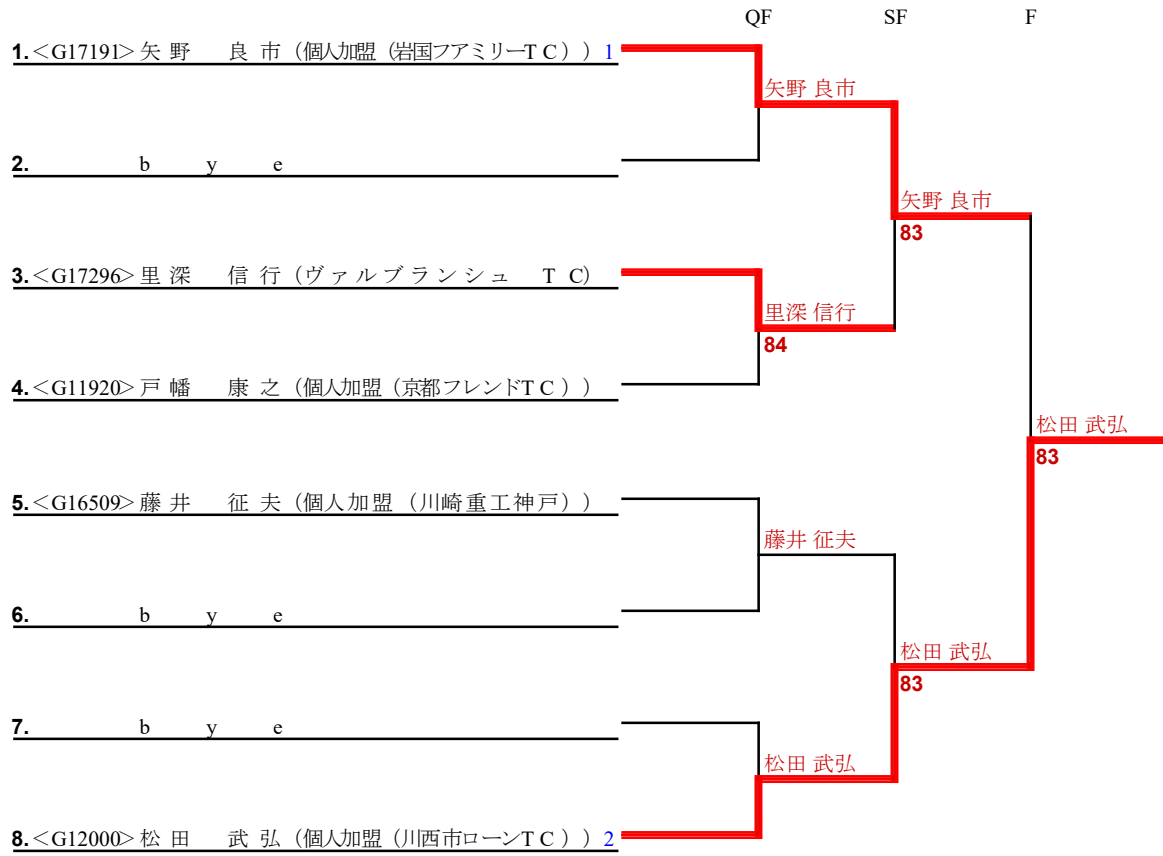 QF SF F
1.<G17191> 矢野 良市 (個人加盟 (岩国フアミリーTC)) 1
矢野 良市
2. bye
矢野 良市
83
3.<G17296> 里深 信行 (ヴァルブランシュ TC)
里深 信行
84
4.<G11920> 戸幡 康之 (個人加盟 (京都フレンドTC))
松田 武弘
83
5.<G16509> 藤井 征夫 (個人加盟 (川崎重工神戸))
藤井 征夫
6. bye
松田 武弘
83
7. bye
松田 武弘
8.<G12000> 松田 武弘 (個人加盟 (川西市ローンTC)) 2